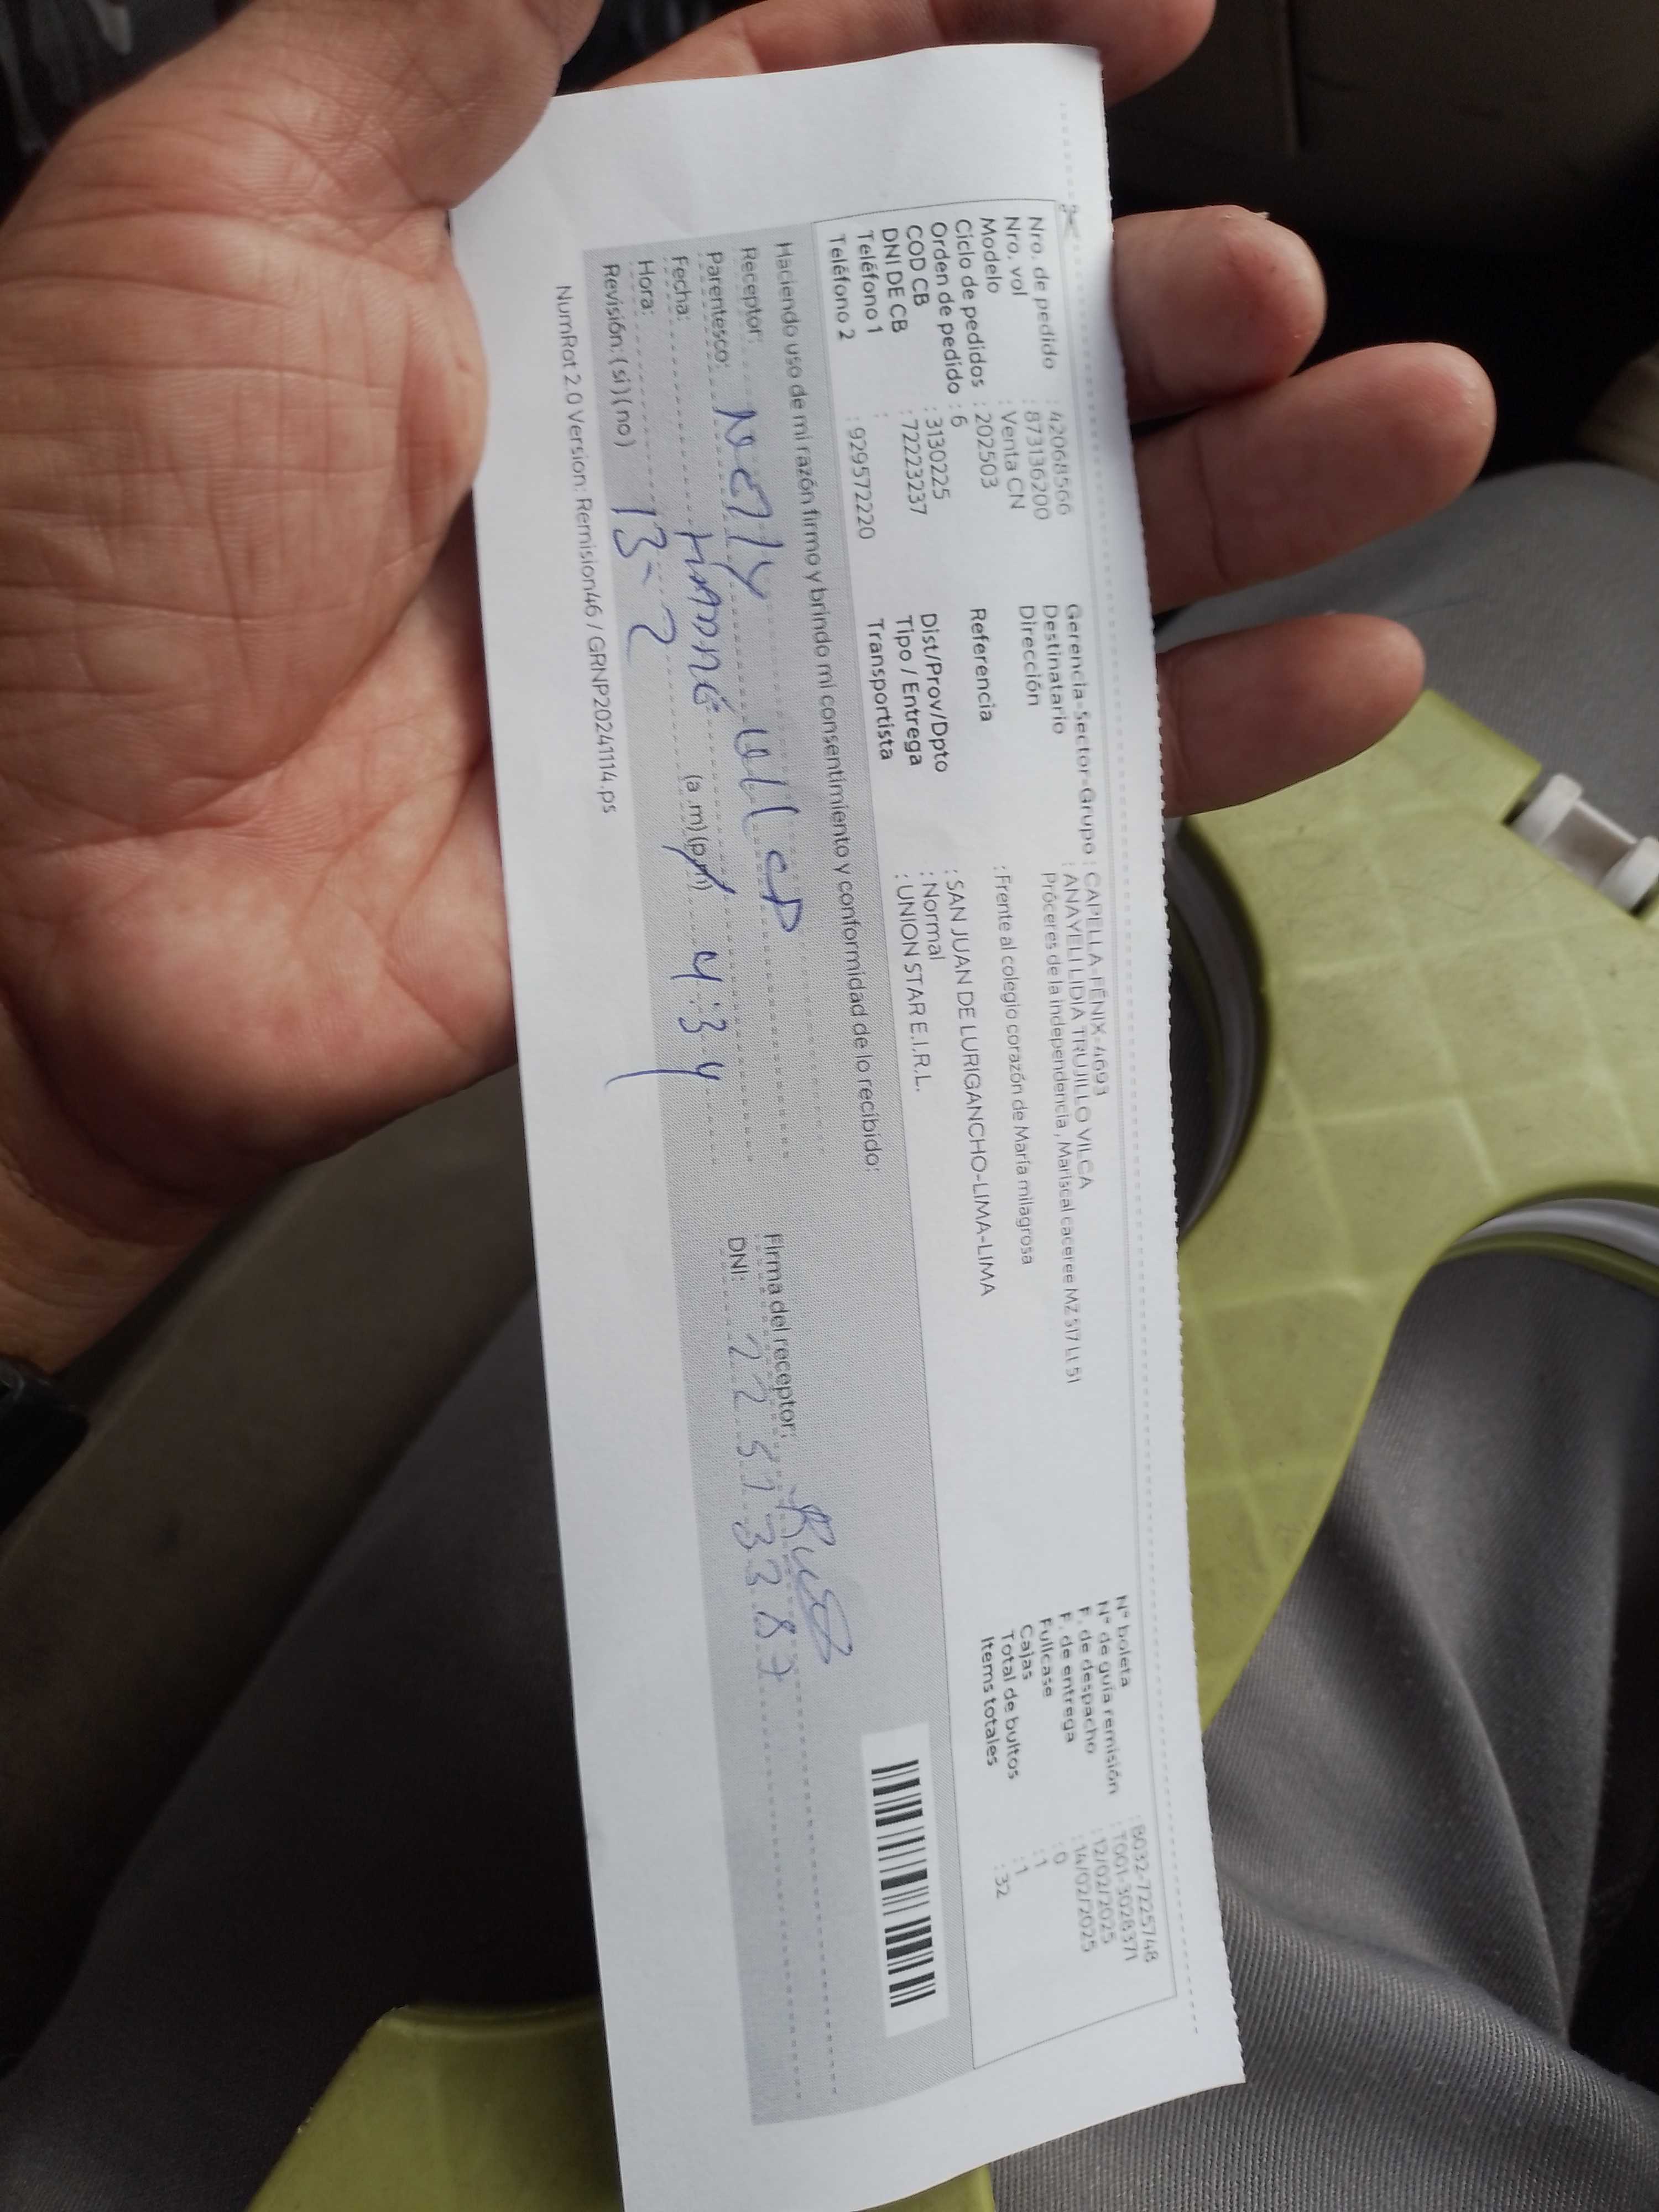 Nro. de pedido : 42068566
Nro. vol : 873136200
Modelo : Venta CN
Ciclo de pedidos : 202503
Orden de pedido : 6
COD CB : 3130225
DNI DE CB : 72223237
Teléfono 1 :
Teléfono 2 : 929572220
Gerencia-Sector-Grupo : CAPELLA-FÉNIX-4693
Destinatario : ANAYELI LIDIA TRUJILLO VILCA
Dirección : Próceres de la independencia , Mariscal caceree MZ S17 Lt 51
Referencia : Frente al colegio corazón de María milagrosa
Dist/Prov/Dpto : SAN JUAN DE LURIGANCHO-LIMA-LIMA
Tipo / Entrega : Normal
Transportista : UNION STAR E.I.R.L.
N° boleta : B032-7225748
N° de guía remisión : T001-3028371
F. de despacho : 12/02/2025
F. de entrega : 14/02/2025
Fullcase : 0
Cajas : 1
Total de bultos : 1
Items totales : 32
Haciendo uso de mi razón firmo y brindo mi consentimiento y conformidad de lo recibido:
Receptor: Nely VilcA
Parentesco:
Fecha: 13-2
Hora: (a.m)(p.m) 4:34
Revisión: (si)(no)
Firma del receptor:
DNI:
NumRot 2.0 Version: Remision46 / GRNP20241114.ps